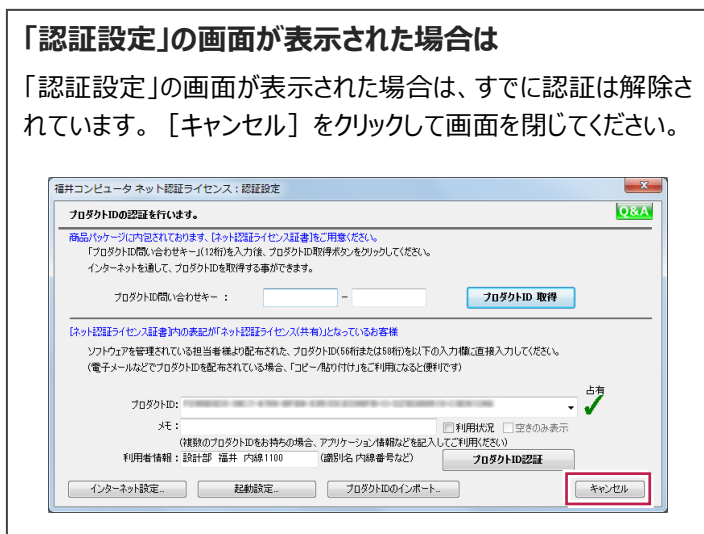 「認証設定」の画面が表示された場合は
「認証設定」の画面が表示された場合は、すでに認証は解除さ
れています。［キャンセル］をクリックして画面を閉じてください。
福井コンピュータ ネット認証ライセンス：認証設定
プロダクトIDの認証を行います。
Q&A
商品パッケージに内包されております、[ネット認証ライセンス証書]をご用意ください。
「プロダクトID問い合わせキー」(12桁)を入力後、プロダクトID取得ボタンをクリックしてください。
インターネットを通して、プロダクトIDを取得する事ができます。
プロダクトID問い合わせキー ： － プロダクトID 取得
[ネット認証ライセンス証書]内の表記が「ネット認証ライセンス(共有)」となっているお客様
ソフトウェアを管理されている担当者様より配布された、プロダクトID(56桁または58桁)を以下の入力欄に直接入力してください。
(電子メールなどでプロダクトIDを配布されている場合、「コピー/貼り付け」をご利用になると便利です)
占有
プロダクトID：
メモ： 利用状況 空きのみ表示
(複数のプロダクトIDをお持ちの場合、アプリケーション情報などを記入してご利用ください)
利用者情報： 設計部 福井 内線1100 (識別名 内線番号など) プロダクトID認証
インターネット設定... 起動設定... プロダクトIDのインポート... キャンセル